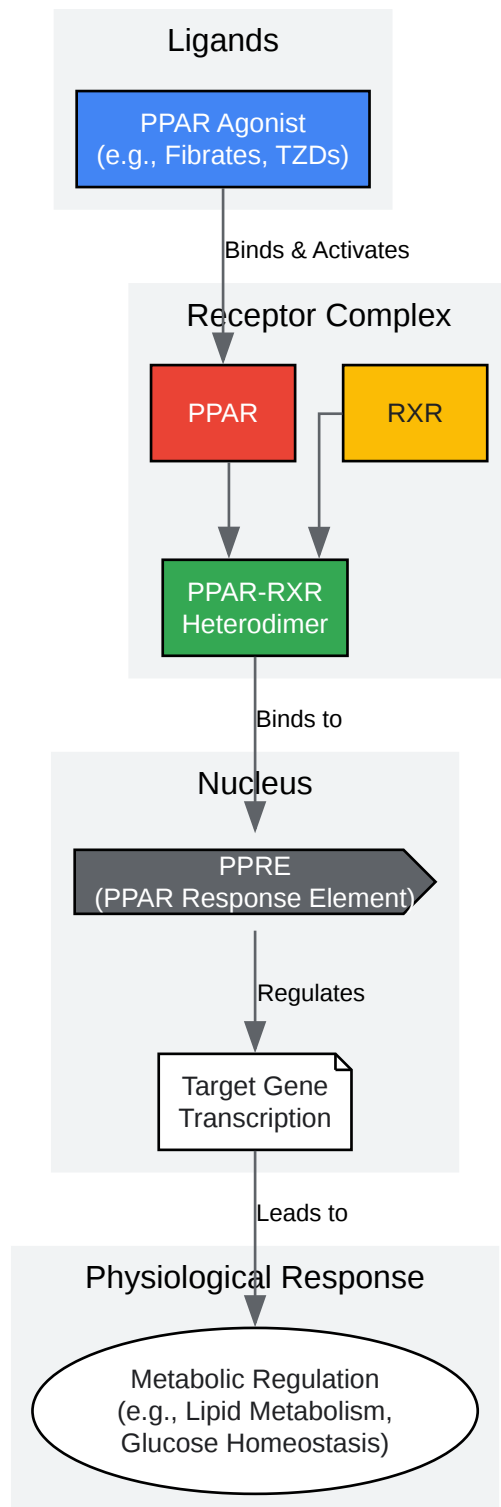 Ligands
PPAR Agonist
(e.g., Fibrates, TZDs)
Binds & Activates
Receptor Complex
PPAR
RXR
PPAR-RXR
Heterodimer
Binds to
Nucleus
PPRE
(PPAR Response Element)
Regulates
Target Gene
Transcription
Leads to
Physiological Response
Metabolic Regulation
(e.g., Lipid Metabolism,
Glucose Homeostasis)